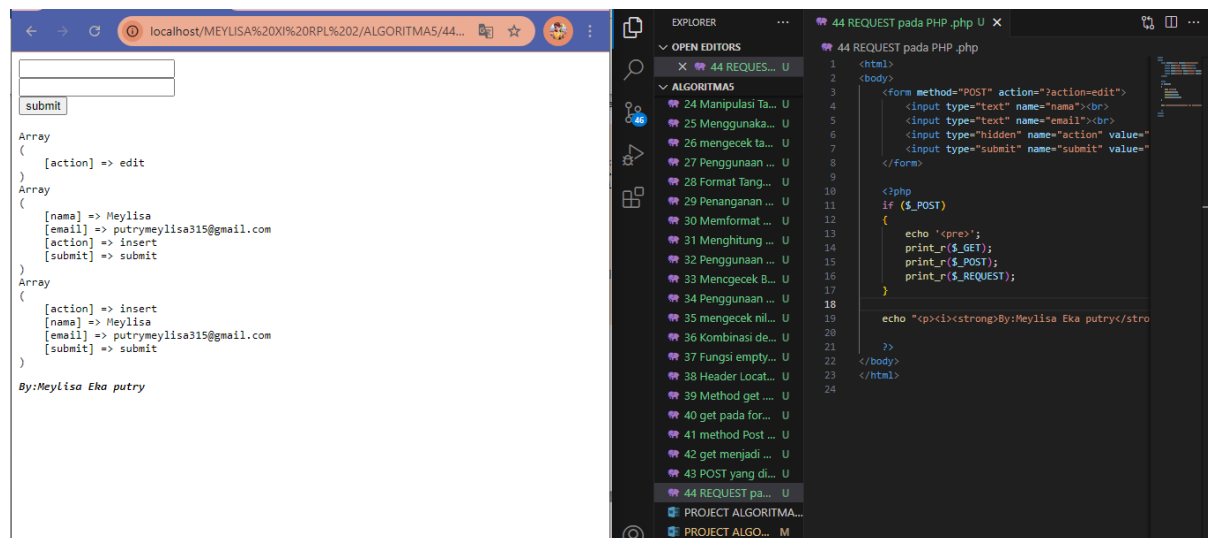 localhost/MEYLISA%20XI%20RPL%202/ALGORITMA5/44...
submit
Array
(
[action] => edit
)
Array
(
[nama] => Meylisa
[email] => putrymeylisa315@gmail.com
[action] => insert
[submit] => submit
)
Array
(
[action] => insert
[nama] => Meylisa
[email] => putrymeylisa315@gmail.com
[submit] => submit
)
By:Meylisa Eka putry
46
EXPLORER ...
OPEN EDITORS
44 REQUES... U
ALGORITMA5
24 Manipulasi Ta... U
25 Menggunaka... U
26 mengecek ta... U
27 Penggunaan ... U
28 Format Tang... U
29 Penanganan ... U
30 Memformat ... U
31 Menghitung ... U
32 Penggunaan ... U
33 Mencgecek B... U
34 Penggunaan ... U
35 mengecek nil... U
36 Kombinasi de... U
37 Fungsi empty... U
38 Header Locat... U
39 Method get .... U
40 get pada for... U
41 method Post ... U
42 get menjadi ... U
43 POST yang di... U
44 REQUEST pa... U
PROJECT ALGORITMA...
PROJECT ALGO... M
44 REQUEST pada PHP .php U
44 REQUEST pada PHP .php
1 <html>
2 <body>
3 <form method="POST" action="?action=edit">
4 <input type="text" name="nama"><br>
5 <input type="text" name="email"><br>
6 <input type="hidden" name="action" value="
7 <input type="submit" name="submit" value="
8 </form>
9
10 <?php
11 if ($_POST)
12 {
13 echo '<pre>';
14 print_r($_GET);
15 print_r($_POST);
16 print_r($_REQUEST);
17 }
18
19 echo "<p><i><strong>By:Meylisa Eka putry</stro
20
21 ?>
22 </body>
23 </html>
24